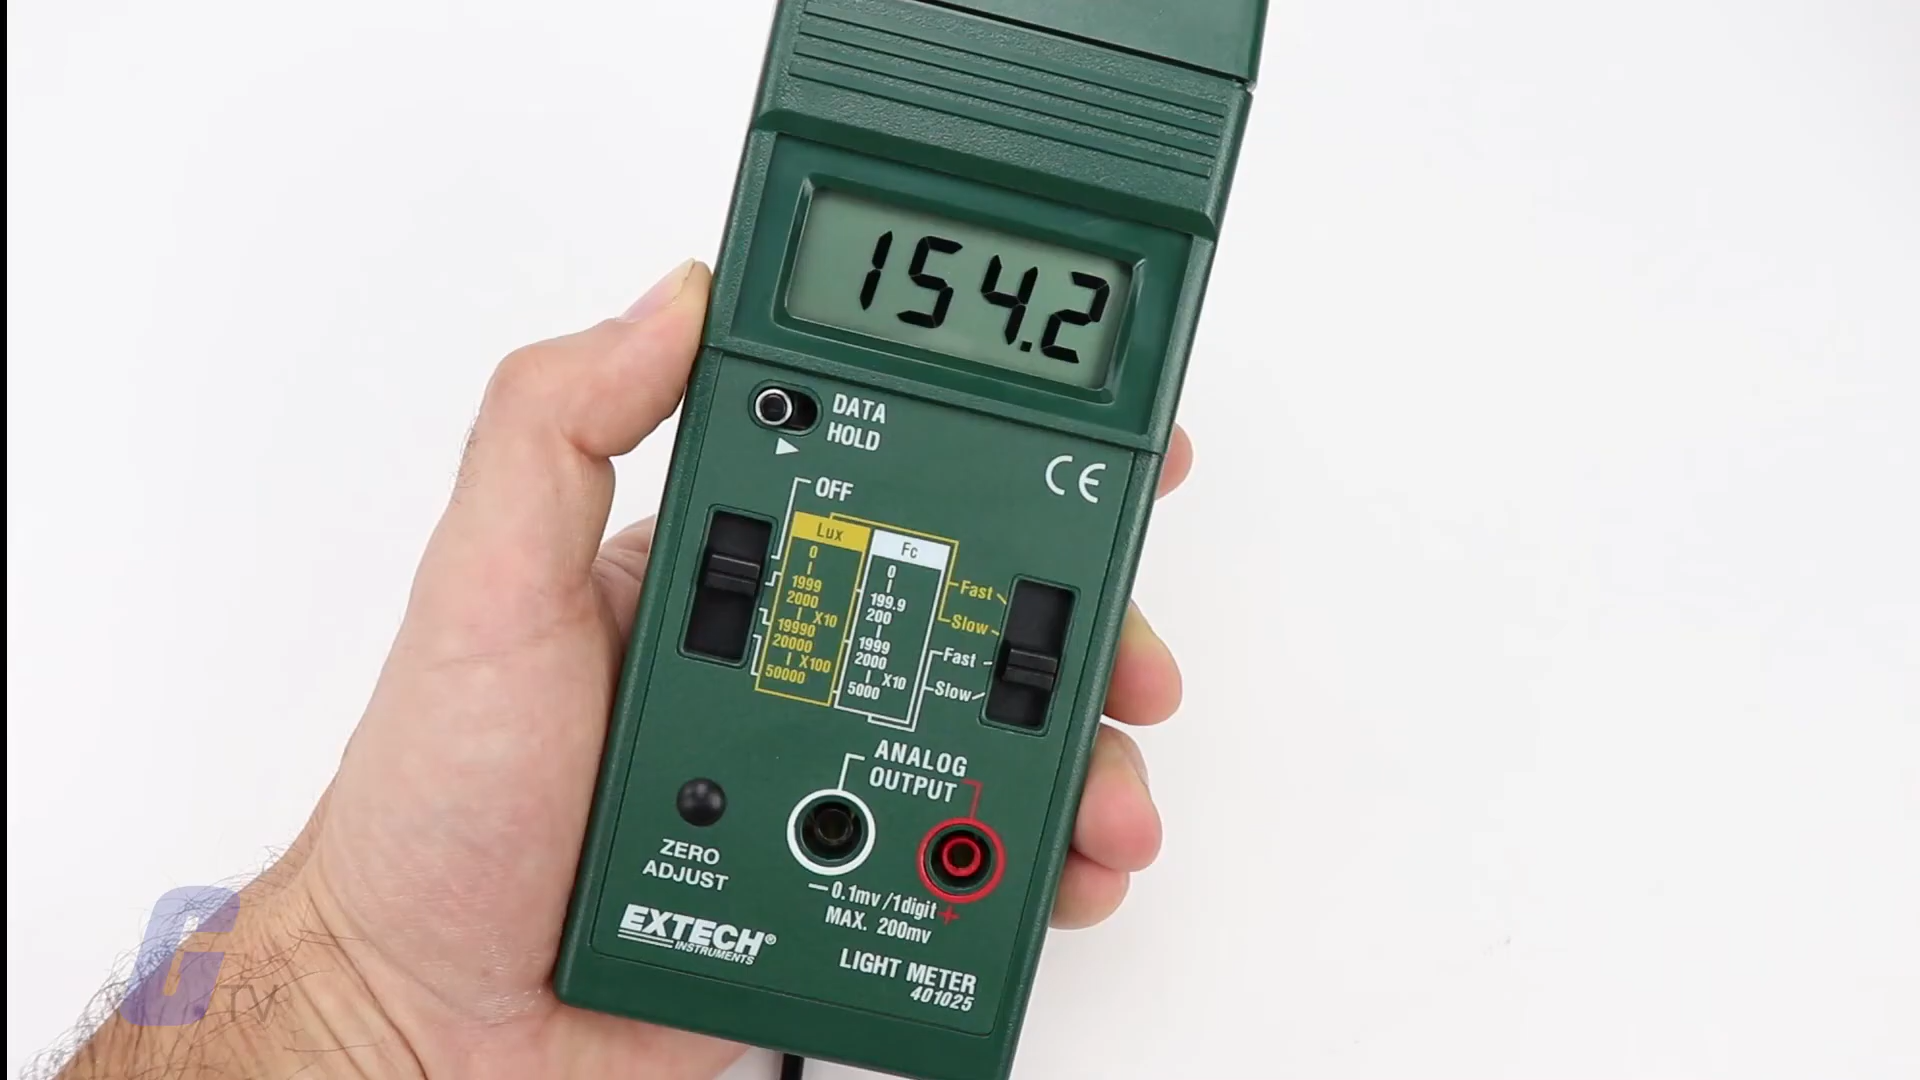 154.2
DATA
HOLD
CE
OFF
Lux
0
1999
2000
X10
19990
20000
X100
50000
Fc
0
199.9
200
1999
2000
X10
5000
Fast
Slow
Fast
Slow
ANALOG
OUTPUT
ZERO
ADJUST
— 0.1mv /1digit +
MAX. 200mv
EXTECH®
INSTRUMENTS
LIGHT METER
401025
G TV